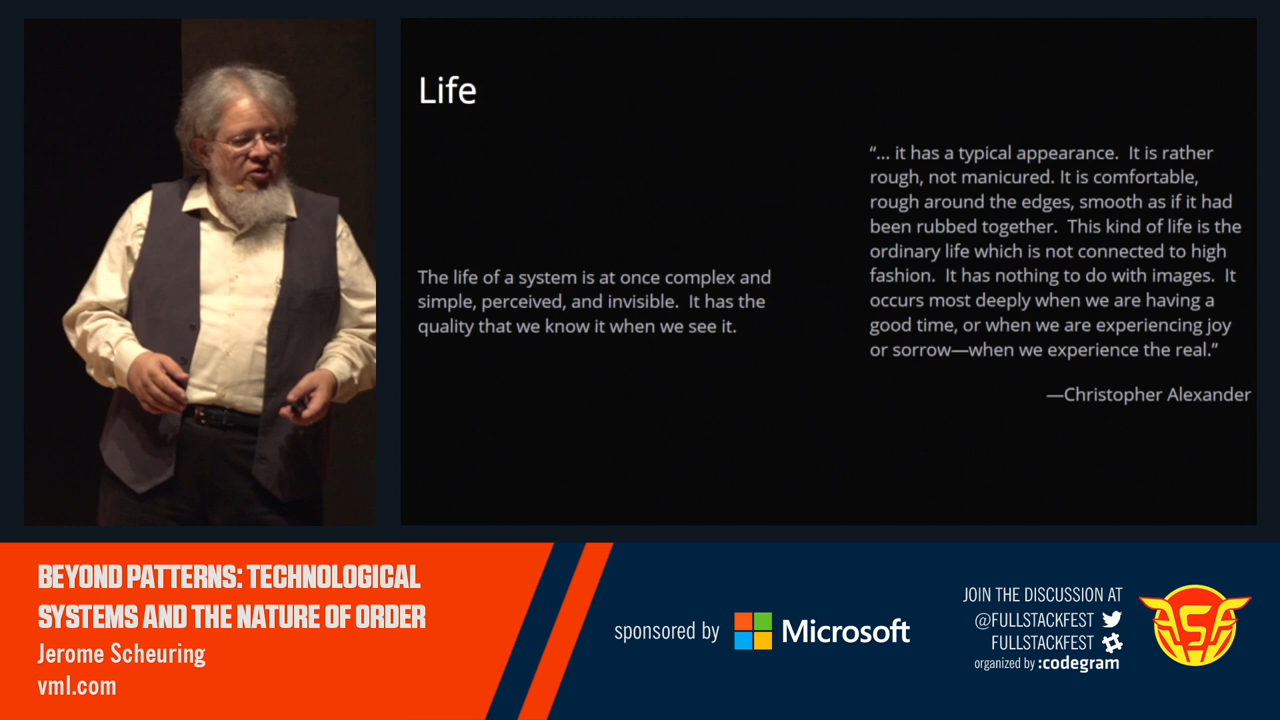 Life
The life of a system is at once complex and
simple, perceived, and invisible.  It has the
quality that we know it when we see it.
“... it has a typical appearance.  It is rather
rough, not manicured. It is comfortable,
rough around the edges, smooth as if it had
been rubbed together.  This kind of life is the
ordinary life which is not connected to high
fashion.  It has nothing to do with images.  It
occurs most deeply when we are having a
good time, or when we are experiencing joy
or sorrow—when we experience the real.”
—Christopher Alexander
BEYOND PATTERNS: TECHNOLOGICAL
SYSTEMS AND THE NATURE OF ORDER
Jerome Scheuring
vml.com
sponsored by Microsoft
JOIN THE DISCUSSION AT
@FULLSTACKFEST
FULLSTACKFEST
organized by :codegram
FSF